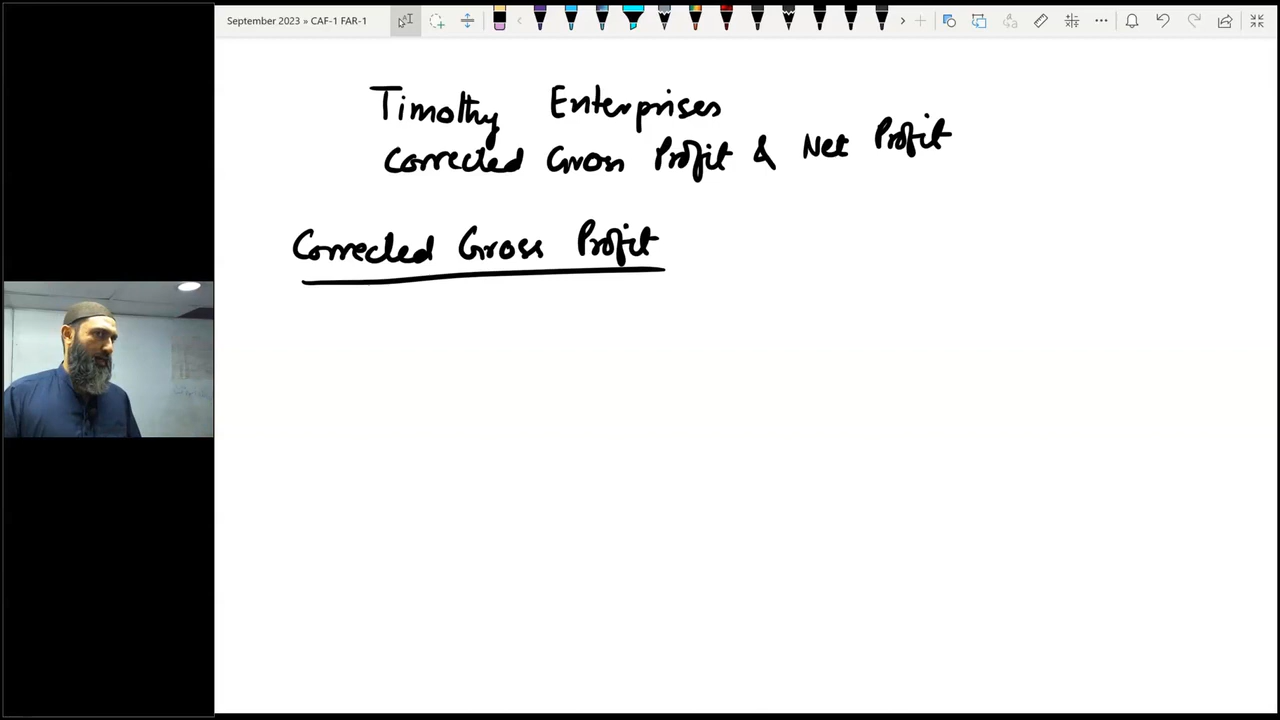 September 2023 » CAF-1 FAR-1
Timothy Enterprises
Corrected Gross Profit & Net Profit
Corrected Gross Profit